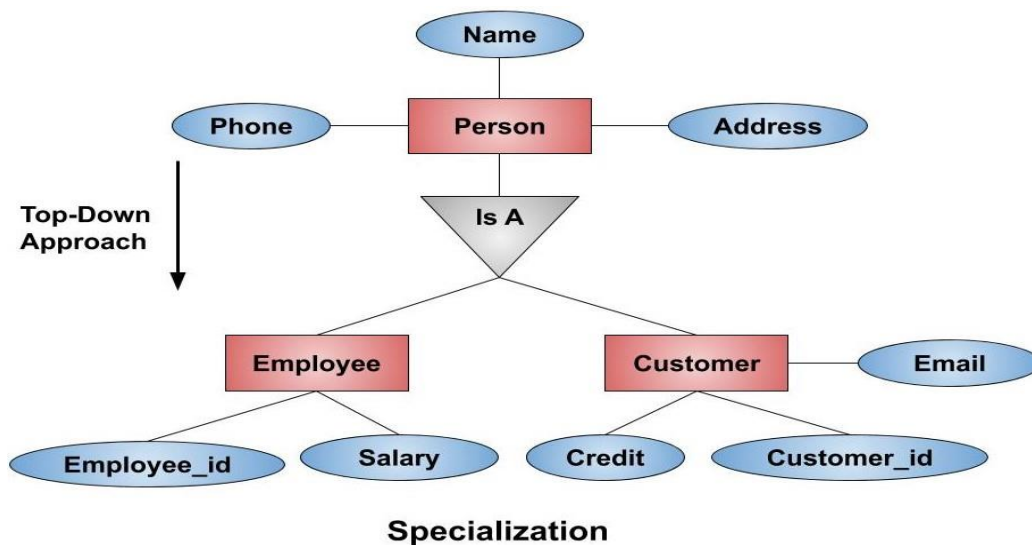 Name
Phone
Person
Address
Is A
Top-Down
Approach
Employee
Customer
Email
Employee_id
Salary
Credit
Customer_id
Specialization